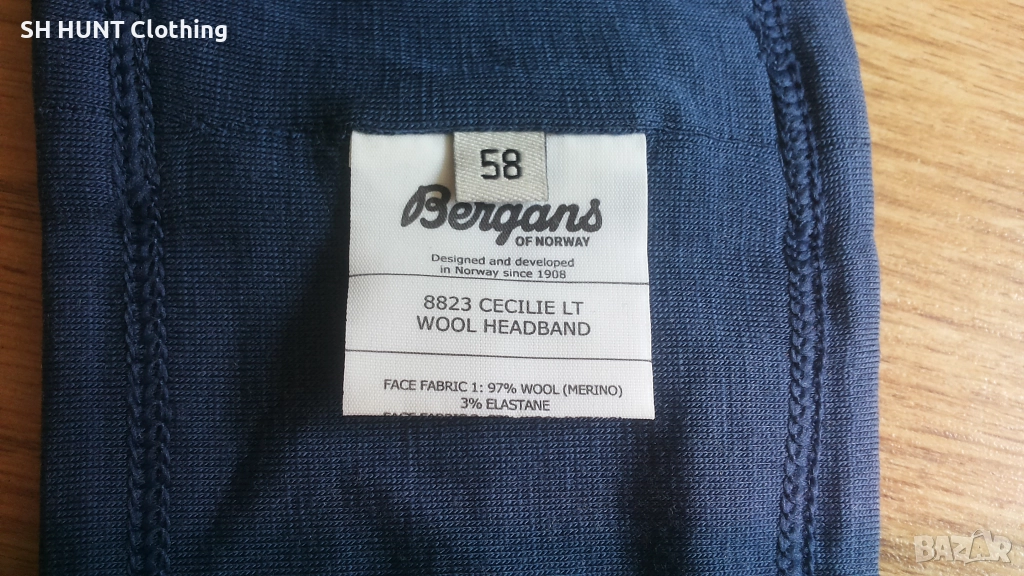 SH HUNT Clothing
58
Bergans
OF NORWAY
Designed and developed
in Norway since 1908
8823 CECILIE LT
WOOL HEADBAND
FACE FABRIC 1: 97% WOOL (MERINO)
3% ELASTANE
BAZAR